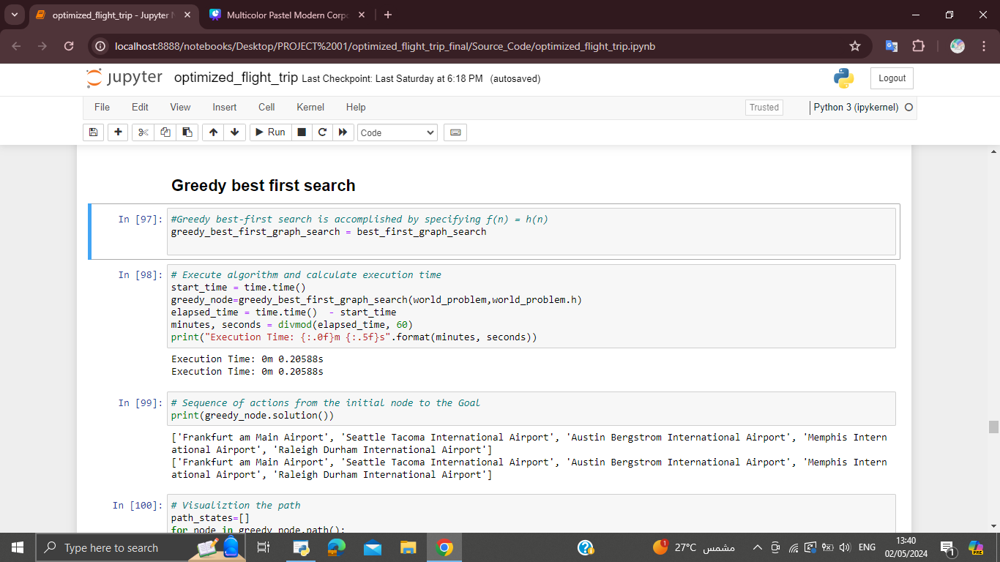 optimized_flight_trip - Jupyter N
Multicolor Pastel Modern Corpo
localhost:8888/notebooks/Desktop/PROJECT%2001/optimized_flight_trip_final/Source_Code/optimized_flight_trip.ipynb
jupyter optimized_flight_trip Last Checkpoint: Last Saturday at 6:18 PM (autosaved)
Logout
File Edit View Insert Cell Kernel Help
Trusted
Python 3 (ipykernel)
Run
Code
Greedy best first search
In [97]: #Greedy best-first search is accomplished by specifying f(n) = h(n)
greedy_best_first_graph_search = best_first_graph_search
In [98]: # Execute algorithm and calculate execution time
start_time = time.time()
greedy_node=greedy_best_first_graph_search(world_problem,world_problem.h)
elapsed_time = time.time()  - start_time
minutes, seconds = divmod(elapsed_time, 60)
print("Execution Time: {:.0f}m {:.5f}s".format(minutes, seconds))
Execution Time: 0m 0.20588s
Execution Time: 0m 0.20588s
In [99]: # Sequence of actions from the initial node to the Goal
print(greedy_node.solution())
['Frankfurt am Main Airport', 'Seattle Tacoma International Airport', 'Austin Bergstrom International Airport', 'Memphis Intern
ational Airport', 'Raleigh Durham International Airport']
['Frankfurt am Main Airport', 'Seattle Tacoma International Airport', 'Austin Bergstrom International Airport', 'Memphis Intern
ational Airport', 'Raleigh Durham International Airport']
In [100]: # Visualiztion the path
path_states=[]
for node in greedy_node.path():
Type here to search
1
27°C مشمس
ENG
13:40
02/05/2024
1
PRE